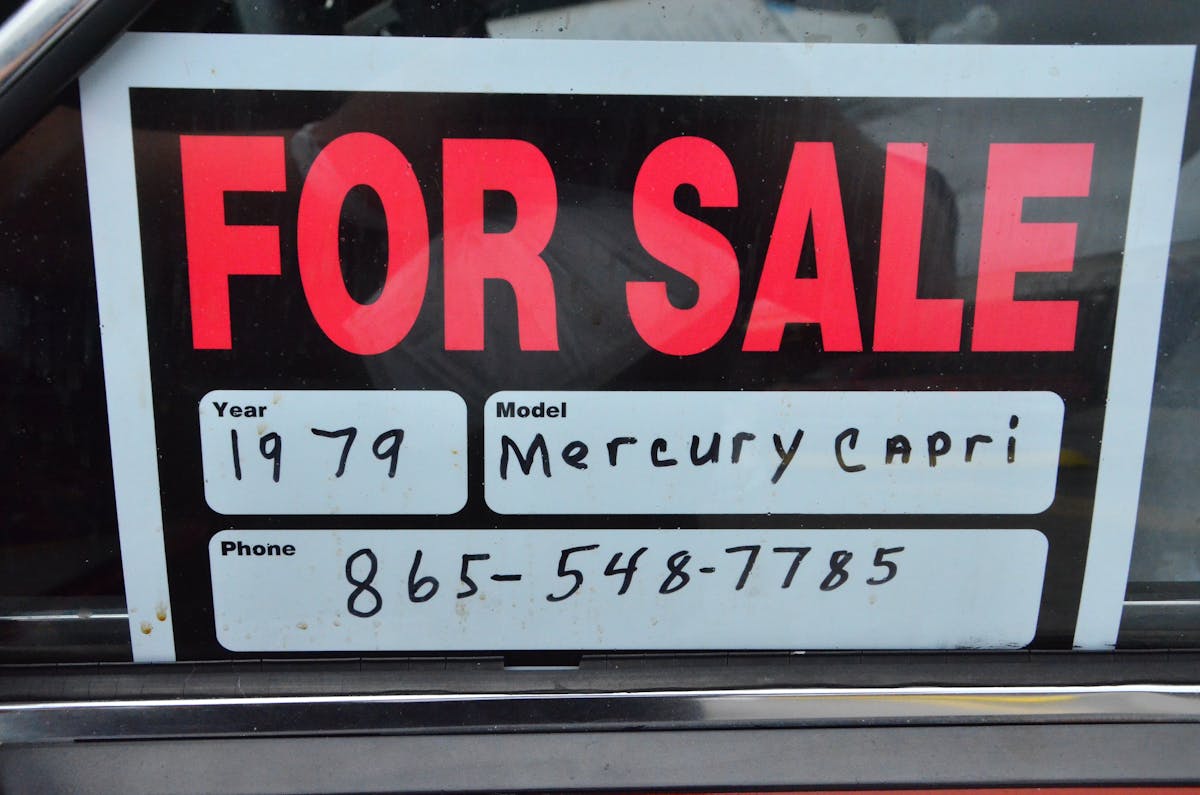 FOR SALE
Year
Model
1979
Mercury Capri
Phone
865-548-7785